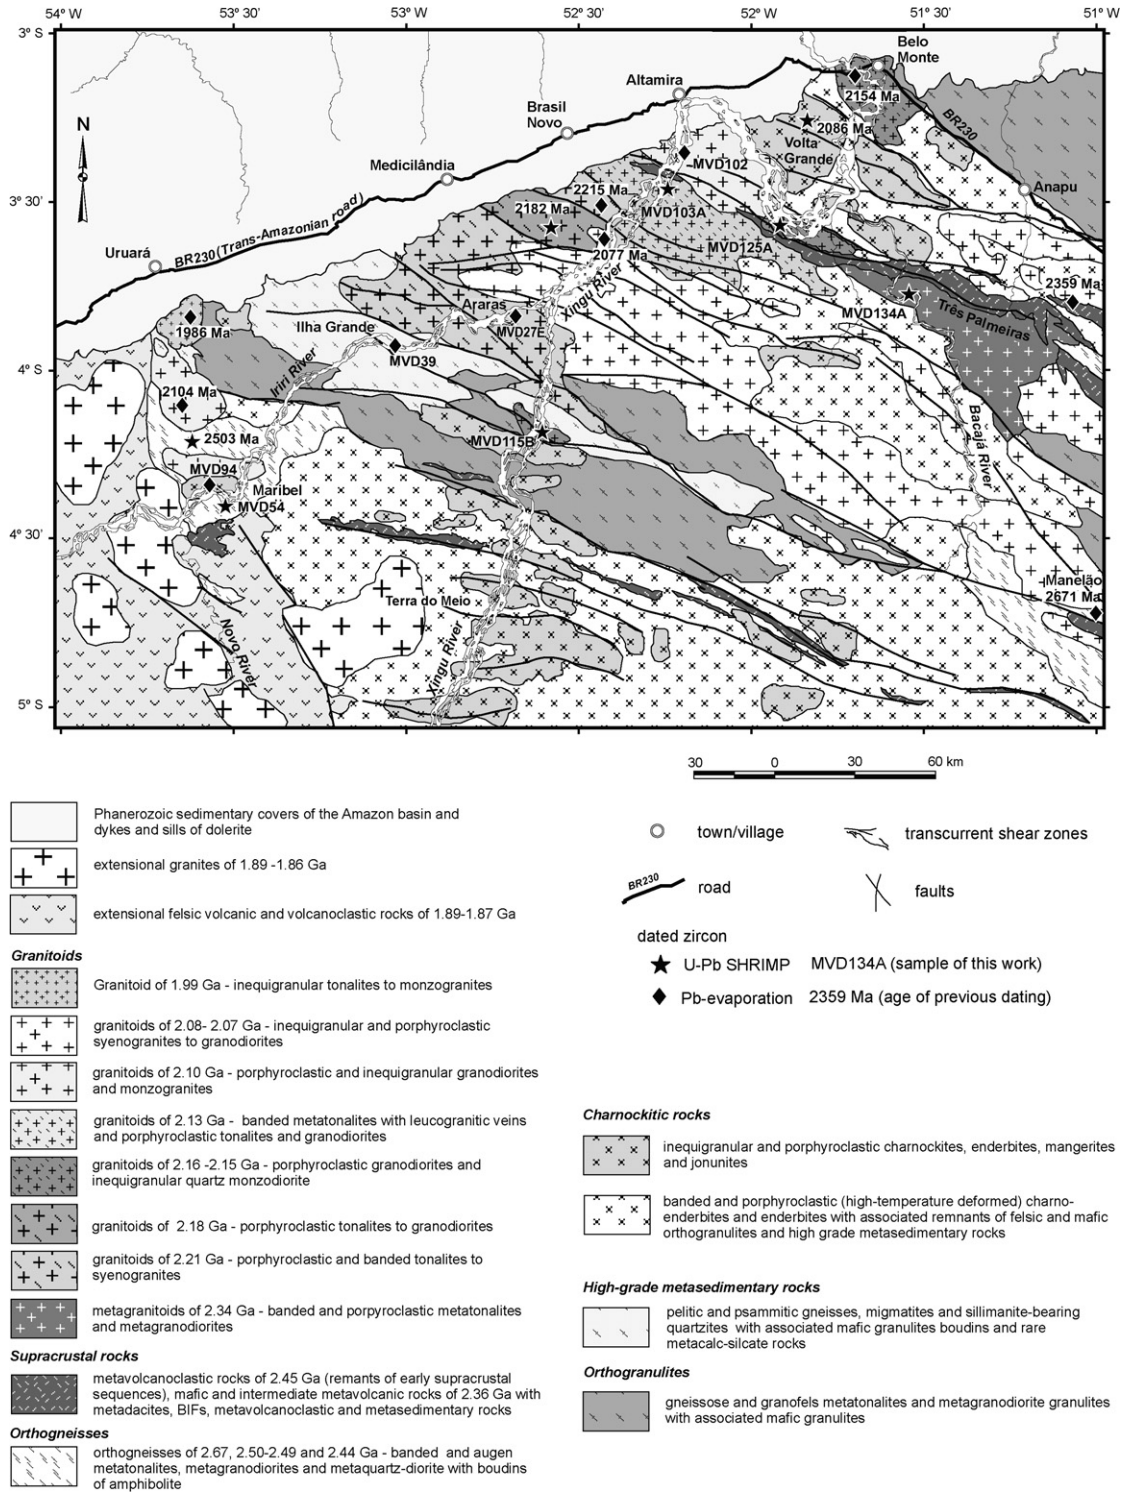 54° W
53° 30'
53° W
52° 30'
52° W
51° 30'
51° W
3° S
3° 30'
4° S
4° 30'
5° S
N
Belo
Monte
2154 Ma
BR230
Altamira
2086 Ma
Volta
Grande
Brasil
Novo
MVD102
Medicilândia
Anapu
2215 Ma
2182 Ma
MVD103A
MVD125A
2077 Ma
BR230 (Trans-Amazonian road)
Uruará
Xingu River
2359 Ma
Araras
MVD134A
Três Palmeiras
1986 Ma
Ilha Grande
MVD27E
MVD39
Iriri River
2104 Ma
2503 Ma
MVD115B
Bacajá River
MVD94
Maribel
MVD54
Manelão
2671 Ma
Terra do Meio
Novo River
Xingu River
30 0 30 60 km
Phanerozoic sedimentary covers of the Amazon basin and
dykes and sills of dolerite
extensional granites of 1.89 -1.86 Ga
extensional felsic volcanic and volcanoclastic rocks of 1.89-1.87 Ga
Granitoids
Granitoid of 1.99 Ga - inequigranular tonalites to monzogranites
granitoids of 2.08- 2.07 Ga - inequigranular and porphyroclastic
syenogranites to granodiorites
granitoids of 2.10 Ga - porphyroclastic and inequigranular granodiorites
and monzogranites
granitoids of 2.13 Ga - banded metatonalites with leucogranitic veins
and porphyroclastic tonalites and granodiorites
granitoids of 2.16 -2.15 Ga - porphyroclastic granodiorites and
inequigranular quartz monzodiorite
granitoids of 2.18 Ga - porphyroclastic tonalites to granodiorites
granitoids of 2.21 Ga - porphyroclastic and banded tonalites to
syenogranites
metagranitoids of 2.34 Ga - banded and porpyroclastic metatonalites
and metagranodiorites
Supracrustal rocks
metavolcanoclastic rocks of 2.45 Ga (remants of early supracrustal
sequences), mafic and intermediate metavolcanic rocks of 2.36 Ga with
metadacites, BIFs, metavolcanoclastic and metasedimentary rocks
Orthogneisses
orthogneisses of 2.67, 2.50-2.49 and 2.44 Ga - banded and augen
metatonalites, metagranodiorites and metaquartz-diorite with boudins
of amphibolite
town/village
transcurrent shear zones
BR230
road
faults
dated zircon
U-Pb SHRIMP MVD134A (sample of this work)
Pb-evaporation 2359 Ma (age of previous dating)
Charnockitic rocks
inequigranular and porphyroclastic charnockites, enderbites, mangerites
and jonunites
banded and porphyroclastic (high-temperature deformed) charno-
enderbites and enderbites with associated remnants of felsic and mafic
orthogranulites and high grade metasedimentary rocks
High-grade metasedimentary rocks
pelitic and psammitic gneisses, migmatites and sillimanite-bearing
quartzites with associated mafic granulites boudins and rare
metacalc-silcate rocks
Orthogranulites
gneissose and granofels metatonalites and metagranodiorite granulites
with associated mafic granulites